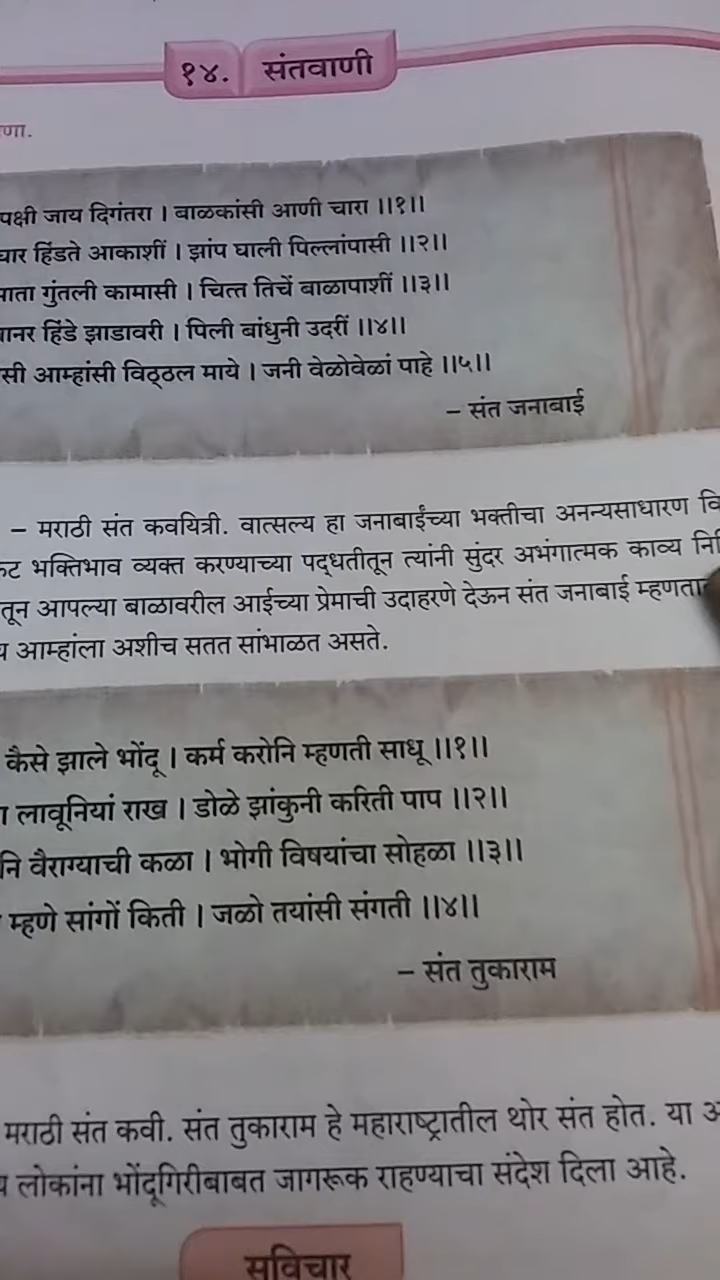 १४. संतवाणी
पक्षी जाय दिगंतरा । बाळकांसी आणी चारा ।।१।।
हिंडते आकाशीं । झांप घाली पिल्लांपासी ।।२।।
गुंतली कामासी । चित्त तिचें बाळापाशीं ।।३।।
हिंडे झाडावरी । पिली बांधुनी उदरीं ।।४।।
आम्हांसी विठ्ठल माये । जनी वेळोवेळां पाहे ।।५।।
– संत जनाबाई
– मराठी संत कवयित्री. वात्सल्य हा जनाबाईंच्या भक्तीचा अनन्यसाधारण
भक्तिभाव व्यक्त करण्याच्या पद्धतीतून त्यांनी सुंदर अभंगात्मक काव्य
आपल्या बाळावरील आईच्या प्रेमाची उदाहरणे देऊन संत जनाबाई
आम्हांला अशीच सतत सांभाळत असते.
कैसे झाले भोंदू । कर्म करोनि म्हणती साधू ।।१।।
लावूनियां राख । डोळे झांकुनी करिती पाप ।।२।।
वैराग्याची कळा । भोगी विषयांचा सोहळा ।।३।।
म्हणे सांगों किती । जळो तयांसी संगती ।।४।।
– संत तुकाराम
मराठी संत कवी. संत तुकाराम हे महाराष्ट्रातील थोर संत होत. या
लोकांना भोंदूगिरीबाबत जागरूक राहण्याचा संदेश दिला आहे.
सुविचार